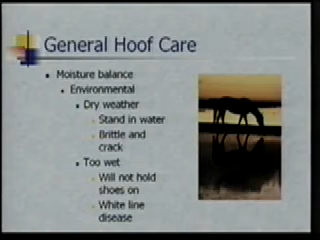 General Hoof Care
Moisture balance
Environmental
Dry weather
Stand in water
Brittle and
crack
Too wet
Will not hold
shoes on
White line
disease